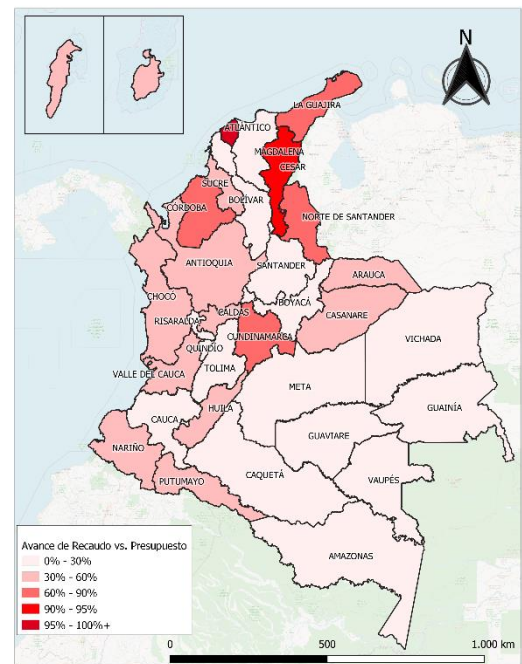 N
LA GUAJIRA
ATLÁNTICO
MAGDALENA
CESAR
SUCRE
CÓRDOBA
BOLÍVAR
NORTE DE SANTANDER
ANTIOQUIA
SANTANDER
ARAUCA
CHOCÓ
BOYACÁ
CASANARE
CALDAS
RISARALDA
CUNDINAMARCA
VICHADA
QUINDÍO
TOLIMA
VALLE DEL CAUCA
META
GUAINÍA
CAUCA
HUILA
GUAVIARE
NARIÑO
CAQUETÁ
VAUPÉS
PUTUMAYO
AMAZONAS
Avance de Recaudo vs. Presupuesto
0% - 30%
30% - 60%
60% - 90%
90% - 95%
95% - 100%+
0 500 1.000 km